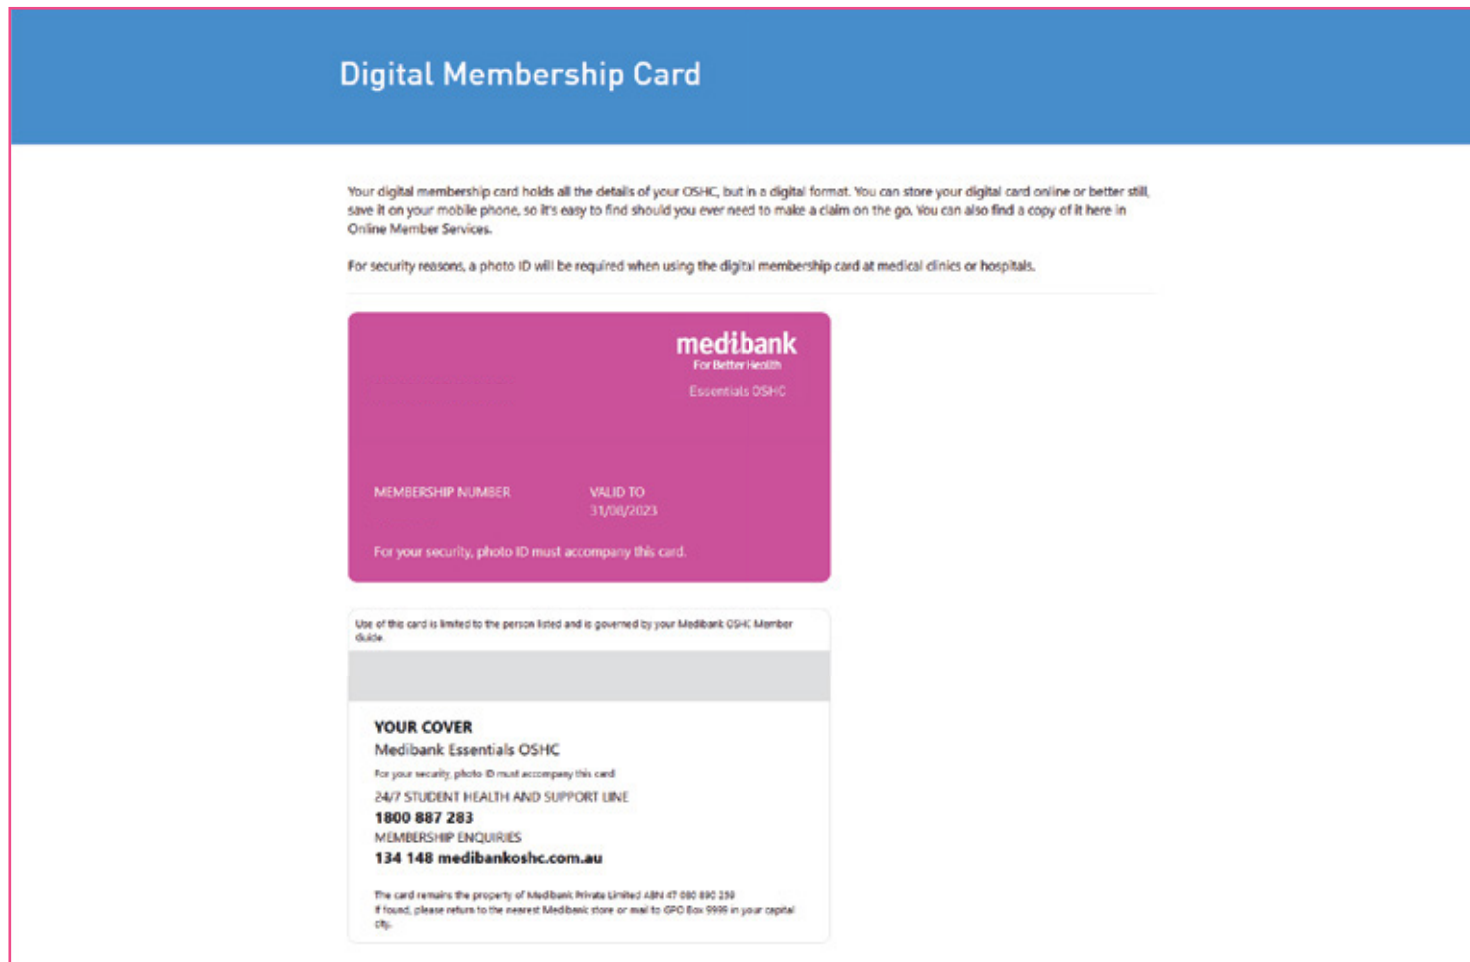 Digital Membership Card
Your digital membership card holds all the details of your OSHC, but in a digital format. You can store your digital card online or better still,
save it on your mobile phone, so it's easy to find should you ever need to make a claim on the go. You can also find a copy of it here in
Online Member Services.
For security reasons, a photo ID will be required when using the digital membership card at medical clinics or hospitals.
medibank
For Better Health
Essentials OSHC
MEMBERSHIP NUMBER
VALID TO
31/08/2023
For your security, photo ID must accompany this card.
Use of this card is limited to the person listed and is governed by your Medibank OSHC Member
Guide.
YOUR COVER
Medibank Essentials OSHC
For your security, photo ID must accompany this card
24/7 STUDENT HEALTH AND SUPPORT LINE
1800 887 283
MEMBERSHIP ENQUIRIES
134 148 medibankoshc.com.au
The card remains the property of Medibank Private Limited ABN 47 080 890 259
If found, please return to the nearest Medibank store or mail to GPO Box 9999 in your capital
city.